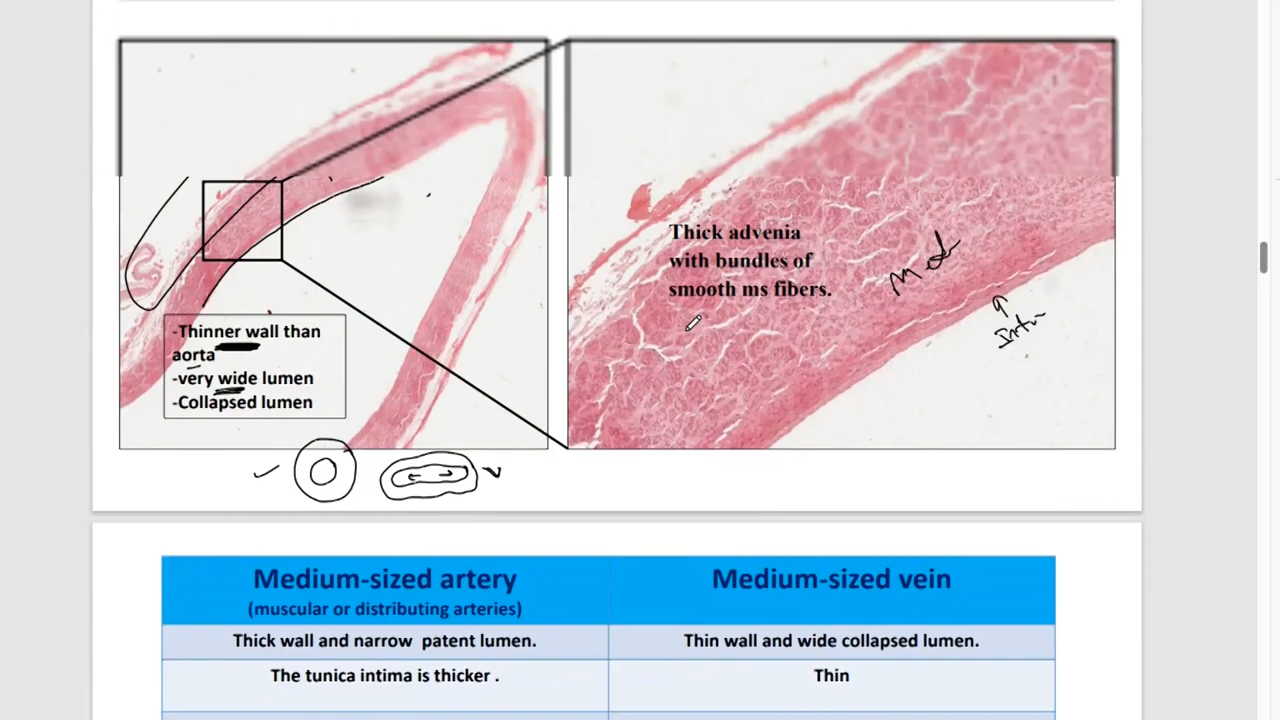 Thick advenia
with bundles of
smooth ms fibers.
Med
-Thinner wall than
aorta
-very wide lumen
-Collapsed lumen
Medium-sized artery
(muscular or distributing arteries)
Medium-sized vein
Thick wall and narrow patent lumen.
Thin wall and wide collapsed lumen.
The tunica intima is thicker .
Thin